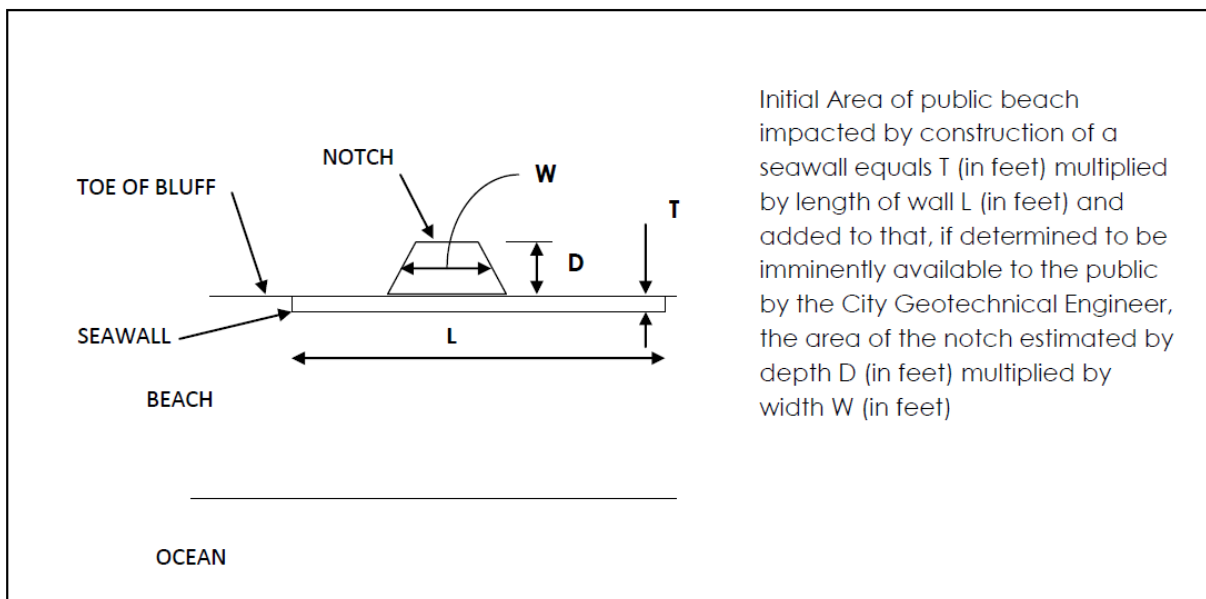 NOTCH
W
TOE OF BLUFF
T
D
SEAWALL
L
BEACH
OCEAN
Initial Area of public beach
impacted by construction of a
seawall equals T (in feet) multiplied
by length of wall L (in feet) and
added to that, if determined to be
imminently available to the public
by the City Geotechnical Engineer,
the area of the notch estimated by
depth D (in feet) multiplied by
width W (in feet)